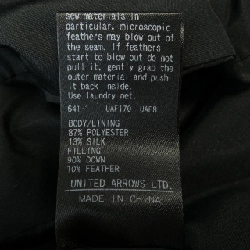 sew materials in
particular, microscopic
feathers may blow out of
the seam. If feathers
start to blow out do not
pull it, gently grab the
outer material and push
it back inside.
Use laundry net.
641- UAF170 UAF8
BODY/LINING
87% POLYESTER
13% SILK
FILLING
90% DOWN
10% FEATHER
UNITED ARROWS LTD.
MADE IN CHINA